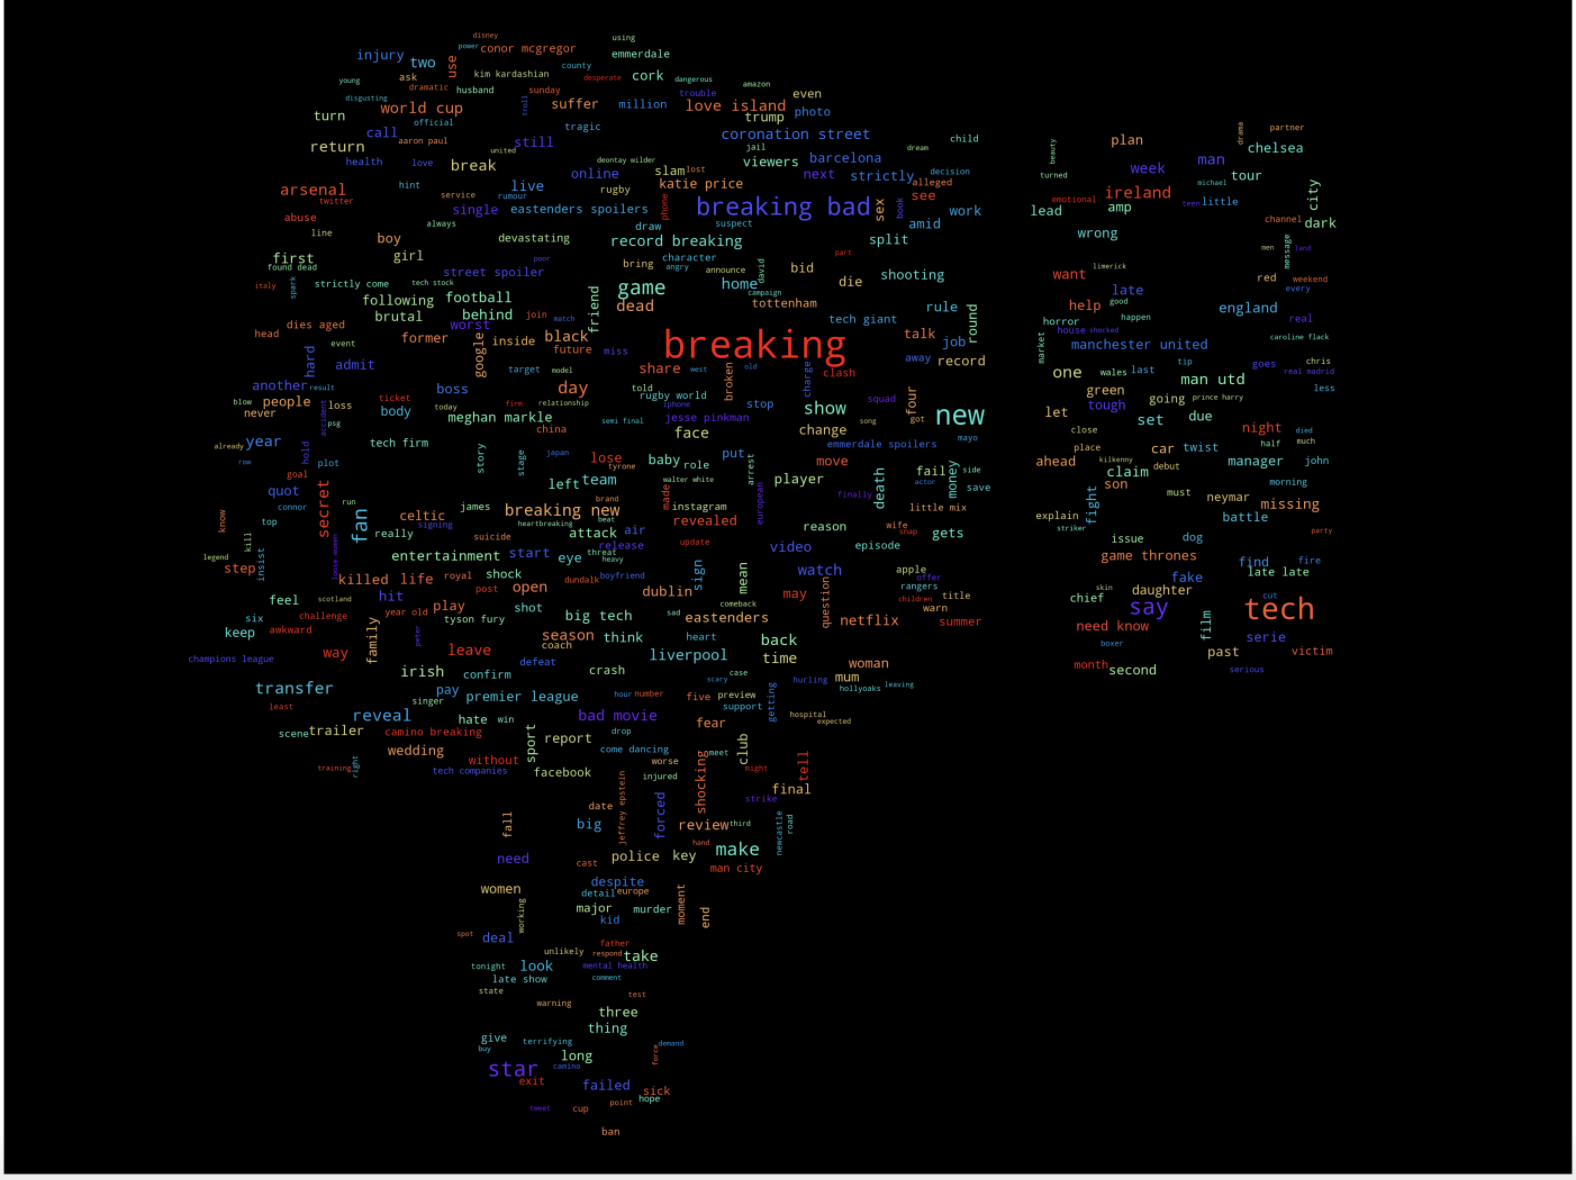 disney
using
power
conor mcgregor
injury
two
use
emmerdale
county
kim kardashian
young
ask
desperate
cork
dangerous
amazon
dramatic
husband
sunday
trouble
even
disgusting
world cup
troll
suffer
million
love island
photo
turn
official
trump
call
tragic
coronation street
return
aaron paul
still
jail
child
united
dream
health
love
break
deontay wilder
viewers
barcelona
slam
lost
online
next
strictly
decision
alleged
arsenal
hint
live
rugby
katie price
service
rumour
see
twitter
phone
breaking bad
sex
book
abuse
single
eastenders spoilers
work
always
draw
suspect
amid
line
boy
devastating
record breaking
split
first
girl
poor
character
part
found dead
bring
angry
announce
david
bid
street spoiler
shooting
italy
spark
strictly come
tech stock
game
home
die
campaign
following
football
friend
dead
tottenham
rule
brutal
behind
join
match
tech giant
round
dies aged
worst
head
former
google
inside
black
breaking
talk
job
event
future
miss
hard
admit
target
model
share
west
broken
old
charge
clash
away
record
another
result
boss
day
told
rugby world
four
blow
people
loss
ticket
firm
relationship
iphone
stop
squad
never
accident
body
today
show
new
psg
meghan markle
semi final
jesse pinkman
song
got
china
face
change
already
year
hold
tech firm
emmerdale spoilers
mayo
row
plot
story
stage
japan
lose
baby
role
put
move
goal
tyrone
arrest
fail
money
side
quot
secret
left
team
walter white
player
death
actor
save
connor
run
james
brand
made
instagram
european
finally
know
top
fan
celtic
signing
breaking new
beat
revealed
little mix
kill
really
heartbreaking
attack
air
reason
wife
snap
gets
legend
insist
loose women
suicide
release
update
video
episode
entertainment
start
eye
threat
heavy
step
killed
life
royal
shock
dundalk
boyfriend
sign
mean
watch
apple
offer
post
open
dublin
may
question
rangers
feel
scotland
children
title
six
challenge
year old
play
shot
big tech
sad
comeback
warn
keep
awkward
family
peter
tyson fury
eastenders
netflix
summer
season
think
heart
back
coach
champions league
way
leave
defeat
liverpool
time
woman
irish
confirm
crash
case
mum
transfer
scary
hurling
hollyoaks
leaving
pay
premier league
hour
number
five
preview
getting
least
singer
support
reveal
hate
win
bad movie
fear
hospital
expected
scene
trailer
camino breaking
sport
report
drop
club
wedding
come dancing
meet
without
worse
shocking
training
right
tech companies
facebook
injured
might
tell
jeffrey epstein
final
date
forced
strike
fall
big
review
third
newcastle
road
hand
make
need
cast
police
key
man city
women
despite
detail
europe
moment
working
major
murder
end
kid
spot
deal
father
unlikely
respond
take
tonight
look
mental health
late show
comment
state
test
warning
three
thing
give
terrifying
demand
buy
long
force
star
camino
exit
failed
sick
hope
tweet
cup
point
ban
drama
partner
beauty
plan
chelsea
week
man
turned
michael
tour
emotional
ireland
city
lead
amp
teen
little
channel
dark
wrong
men
message
land
want
limerick
red
weekend
late
every
help
good
england
horror
happen
real
market
house
shocked
caroline flack
manchester united
tip
goes
chris
one
wales
last
man utd
real madrid
green
less
tough
going
prince harry
let
set
due
close
night
died
place
car
twist
half
much
ahead
kilkenny
debut
manager
john
claim
son
morning
fight
must
neymar
missing
explain
battle
striker
issue
dog
party
game thrones
find
fire
fake
late late
skin
daughter
chief
say
cut
tech
need know
film
serie
boxer
past
victim
month
second
serious